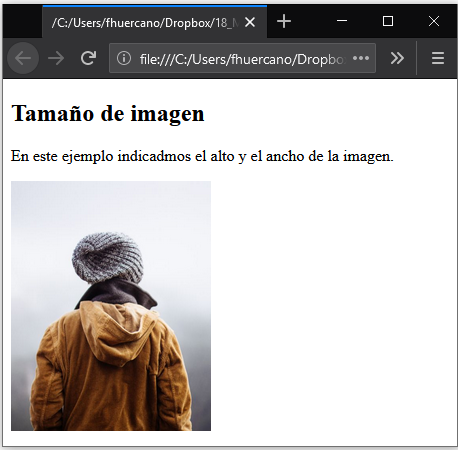 /C:/Users/fhuercano/Dropbox/18_M
file:///C:/Users/fhuercano/Dropbo
Tamaño de imagen
En este ejemplo indicadmos el alto y el ancho de la imagen.